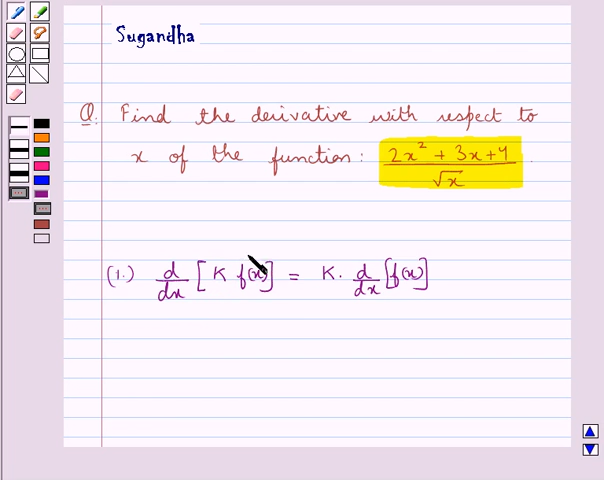 Sugandha
Q. Find the derivative with respect to
x of the function: (2x² + 3x + 4)/√x
(1.) d/dx [K f(x)] = K. d/dx [f(x)]